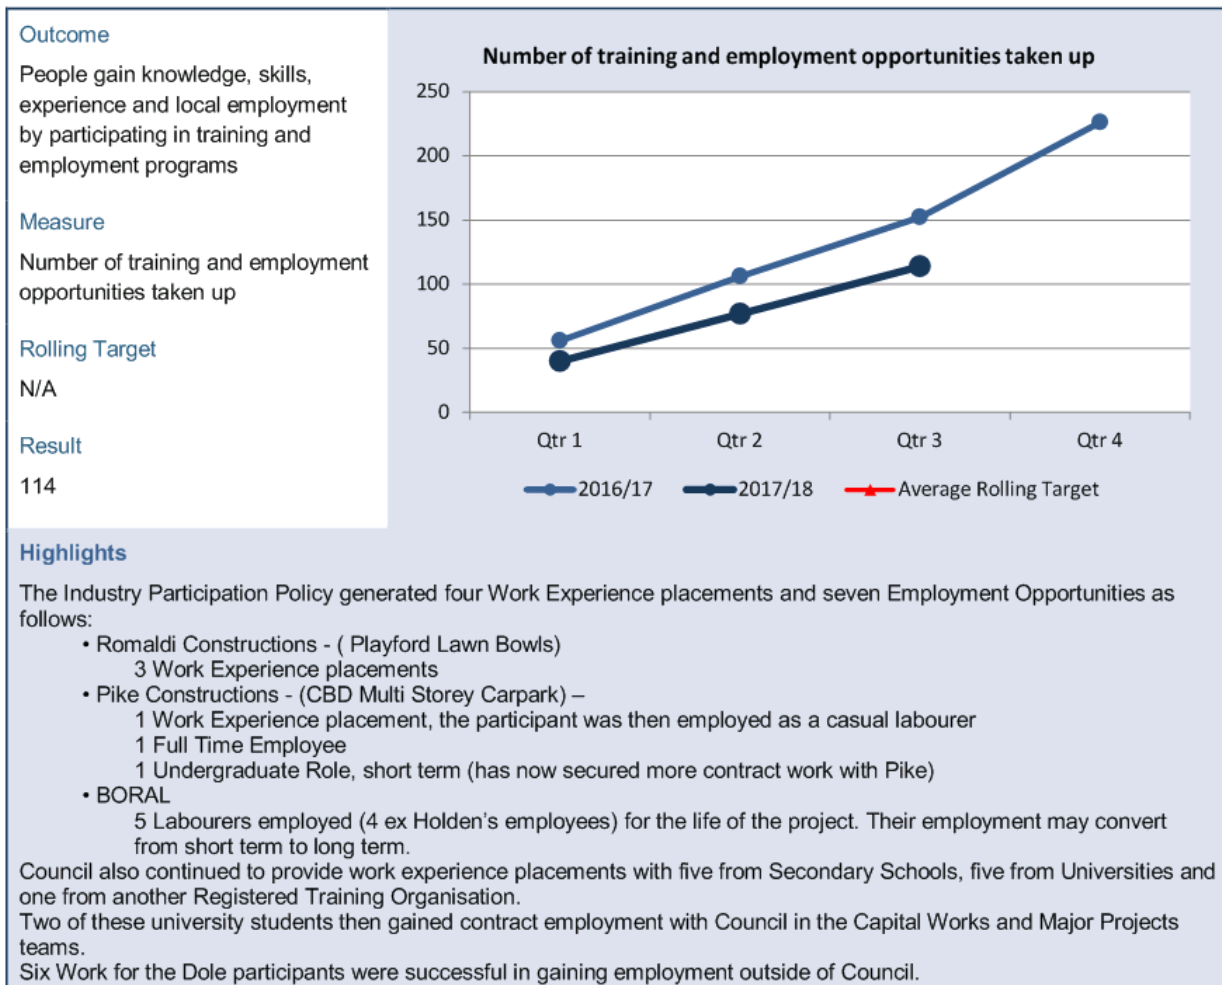 Outcome
People gain knowledge, skills,
experience and local employment
by participating in training and
employment programs
Measure
Number of training and employment
opportunities taken up
Rolling Target
N/A
Result
114
Number of training and employment opportunities taken up
250
200
150
100
50
0
Qtr 1 Qtr 2 Qtr 3 Qtr 4
2016/17 2017/18 Average Rolling Target
Highlights
The Industry Participation Policy generated four Work Experience placements and seven Employment Opportunities as
follows:
• Romaldi Constructions - ( Playford Lawn Bowls)
3 Work Experience placements
• Pike Constructions - (CBD Multi Storey Carpark) –
1 Work Experience placement, the participant was then employed as a casual labourer
1 Full Time Employee
1 Undergraduate Role, short term (has now secured more contract work with Pike)
• BORAL
5 Labourers employed (4 ex Holden's employees) for the life of the project. Their employment may convert
from short term to long term.
Council also continued to provide work experience placements with five from Secondary Schools, five from Universities and
one from another Registered Training Organisation.
Two of these university students then gained contract employment with Council in the Capital Works and Major Projects
teams.
Six Work for the Dole participants were successful in gaining employment outside of Council.